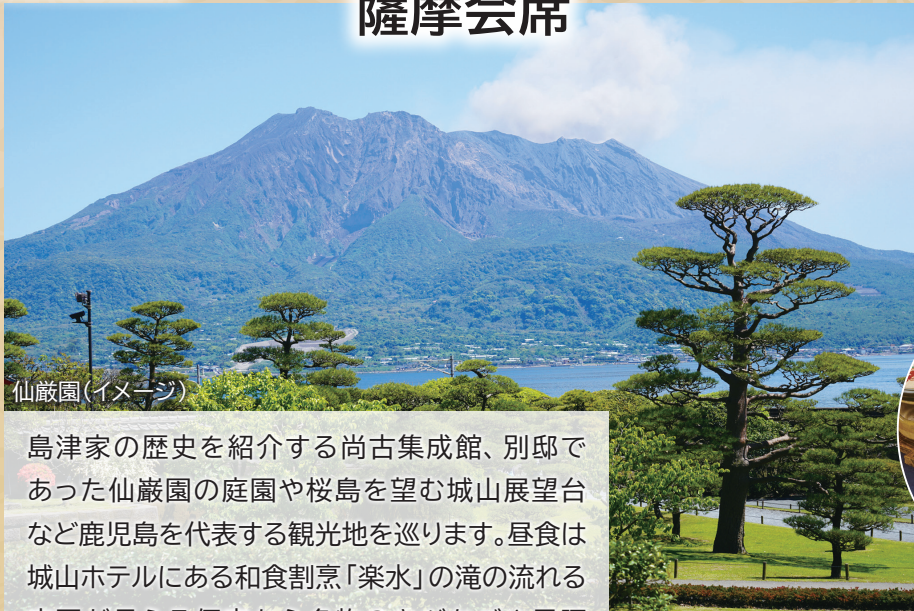 薩摩会席
仙厳園(イメージ)
島津家の歴史を紹介する尚古集成館、別邸で
あった仙巌園の庭園や桜島を望む城山展望台
など鹿児島を代表する観光地を巡ります。昼食は
城山ホテルにある和食割烹「楽水」の滝の流れる